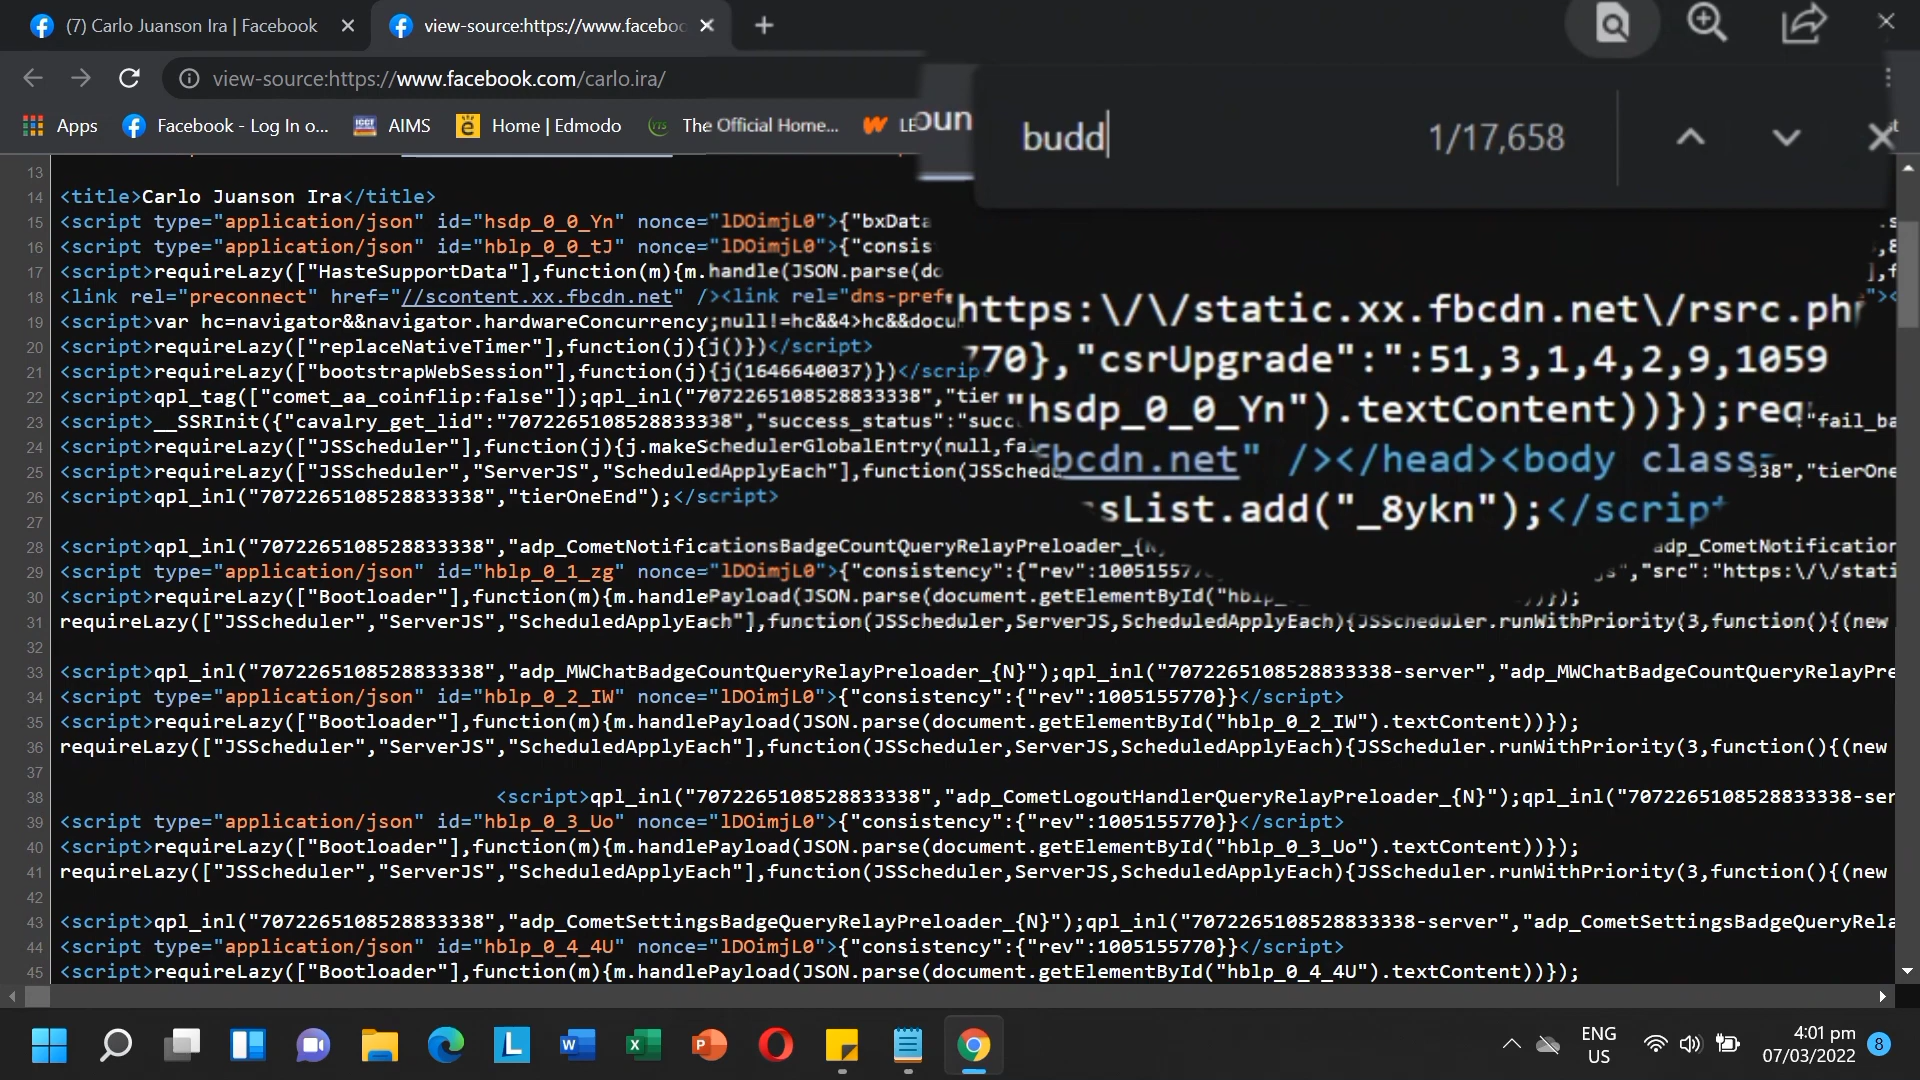 (7) Carlo Juanson Ira | Facebook
view-source:https://www.faceboo
view-source:https://www.facebook.com/carlo.ira/
Apps
Facebook - Log In o...
AIMS
Home | Edmodo
The Official Home...
LE
oun
budd
1/17,658
13
14 <title>Carlo Juanson Ira</title>
15 <script type="application/json" id="hsdp_0_0_Yn" nonce="lDOimjL0">{"bxData
16 <script type="application/json" id="hblp_0_0_tJ" nonce="lDOimjL0">{"consis
17 <script>requireLazy(["HasteSupportData"],function(m){m.handle(JSON.parse(do
18 <link rel="preconnect" href="//scontent.xx.fbcdn.net" /><link rel="dns-pref
https:\/\/static.xx.fbcdn.net\/rsrc.ph
19 <script>var hc=navigator&&navigator.hardwareConcurrency;null!=hc&&4>hc&&docu
20 <script>requireLazy(["replaceNativeTimer"],function(j){j()})</script>
770},"csrUpgrade":":51,3,1,4,2,9,1059
21 <script>requireLazy(["bootstrapWebSession"],function(j){j(1646640037)})</scrip
22 <script>qpl_tag(["comet_aa_coinflip:false"]);qpl_inl("7072265108528833338","tier
"hsdp_0_0_Yn").textContent))});req
23 <script>__SSRInit({"cavalry_get_lid":"7072265108528833338","success_status":"succ
"fail_ba
24 <script>requireLazy(["JSScheduler"],function(j){j.makeSchedulerGlobalEntry(null,fa
bcdn.net" /></head><body class=
25 <script>requireLazy(["JSScheduler","ServerJS","ScheduledApplyEach"],function(JSSched
338","tierOne
26 <script>qpl_inl("7072265108528833338","tierOneEnd");</script>
sList.add("_8ykn");</script
27
28 <script>qpl_inl("7072265108528833338","adp_CometNotificationsBadgeCountQueryRelayPreloader_{N
adp_CometNotification
29 <script type="application/json" id="hblp_0_1_zg" nonce="lDOimjL0">{"consistency":{"rev":10051557
","src":"https:\/\/stati
30 <script>requireLazy(["Bootloader"],function(m){m.handlePayload(JSON.parse(document.getElementById("hb
31 requireLazy(["JSScheduler","ServerJS","ScheduledApplyEach"],function(JSScheduler,ServerJS,ScheduledApplyEach){JSScheduler.runWithPriority(3,function(){(new
32
33 <script>qpl_inl("7072265108528833338","adp_MWChatBadgeCountQueryRelayPreloader_{N}");qpl_inl("7072265108528833338-server","adp_MWChatBadgeCountQueryRelayPre
34 <script type="application/json" id="hblp_0_2_IW" nonce="lDOimjL0">{"consistency":{"rev":1005155770}}</script>
35 <script>requireLazy(["Bootloader"],function(m){m.handlePayload(JSON.parse(document.getElementById("hblp_0_2_IW").textContent))});
36 requireLazy(["JSScheduler","ServerJS","ScheduledApplyEach"],function(JSScheduler,ServerJS,ScheduledApplyEach){JSScheduler.runWithPriority(3,function(){(new
37
38 <script>qpl_inl("7072265108528833338","adp_CometLogoutHandlerQueryRelayPreloader_{N}");qpl_inl("7072265108528833338-ser
39 <script type="application/json" id="hblp_0_3_Uo" nonce="lDOimjL0">{"consistency":{"rev":1005155770}}</script>
40 <script>requireLazy(["Bootloader"],function(m){m.handlePayload(JSON.parse(document.getElementById("hblp_0_3_Uo").textContent))});
41 requireLazy(["JSScheduler","ServerJS","ScheduledApplyEach"],function(JSScheduler,ServerJS,ScheduledApplyEach){JSScheduler.runWithPriority(3,function(){(new
42
43 <script>qpl_inl("7072265108528833338","adp_CometSettingsBadgeQueryRelayPreloader_{N}");qpl_inl("7072265108528833338-server","adp_CometSettingsBadgeQueryRela
44 <script type="application/json" id="hblp_0_4_4U" nonce="lDOimjL0">{"consistency":{"rev":1005155770}}</script>
45 <script>requireLazy(["Bootloader"],function(m){m.handlePayload(JSON.parse(document.getElementById("hblp_0_4_4U").textContent))});
ENG
US
4:01 pm
07/03/2022
8